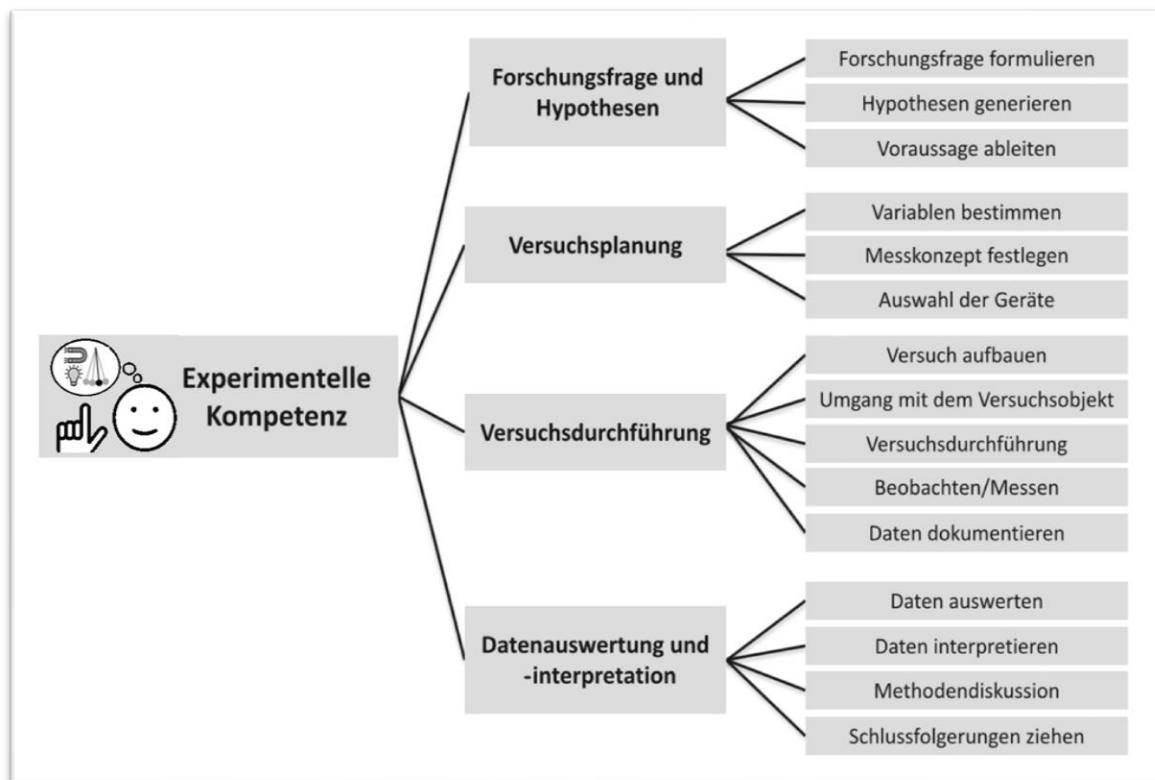 Experimentelle
Kompetenz
Forschungsfrage und
Hypothesen
Forschungsfrage formulieren
Hypothesen generieren
Voraussage ableiten
Versuchsplanung
Variablen bestimmen
Messkonzept festlegen
Auswahl der Geräte
Versuchsdurchführung
Versuch aufbauen
Umgang mit dem Versuchsobjekt
Versuchsdurchführung
Beobachten/Messen
Daten dokumentieren
Datenauswertung und
-interpretation
Daten auswerten
Daten interpretieren
Methodendiskussion
Schlussfolgerungen ziehen